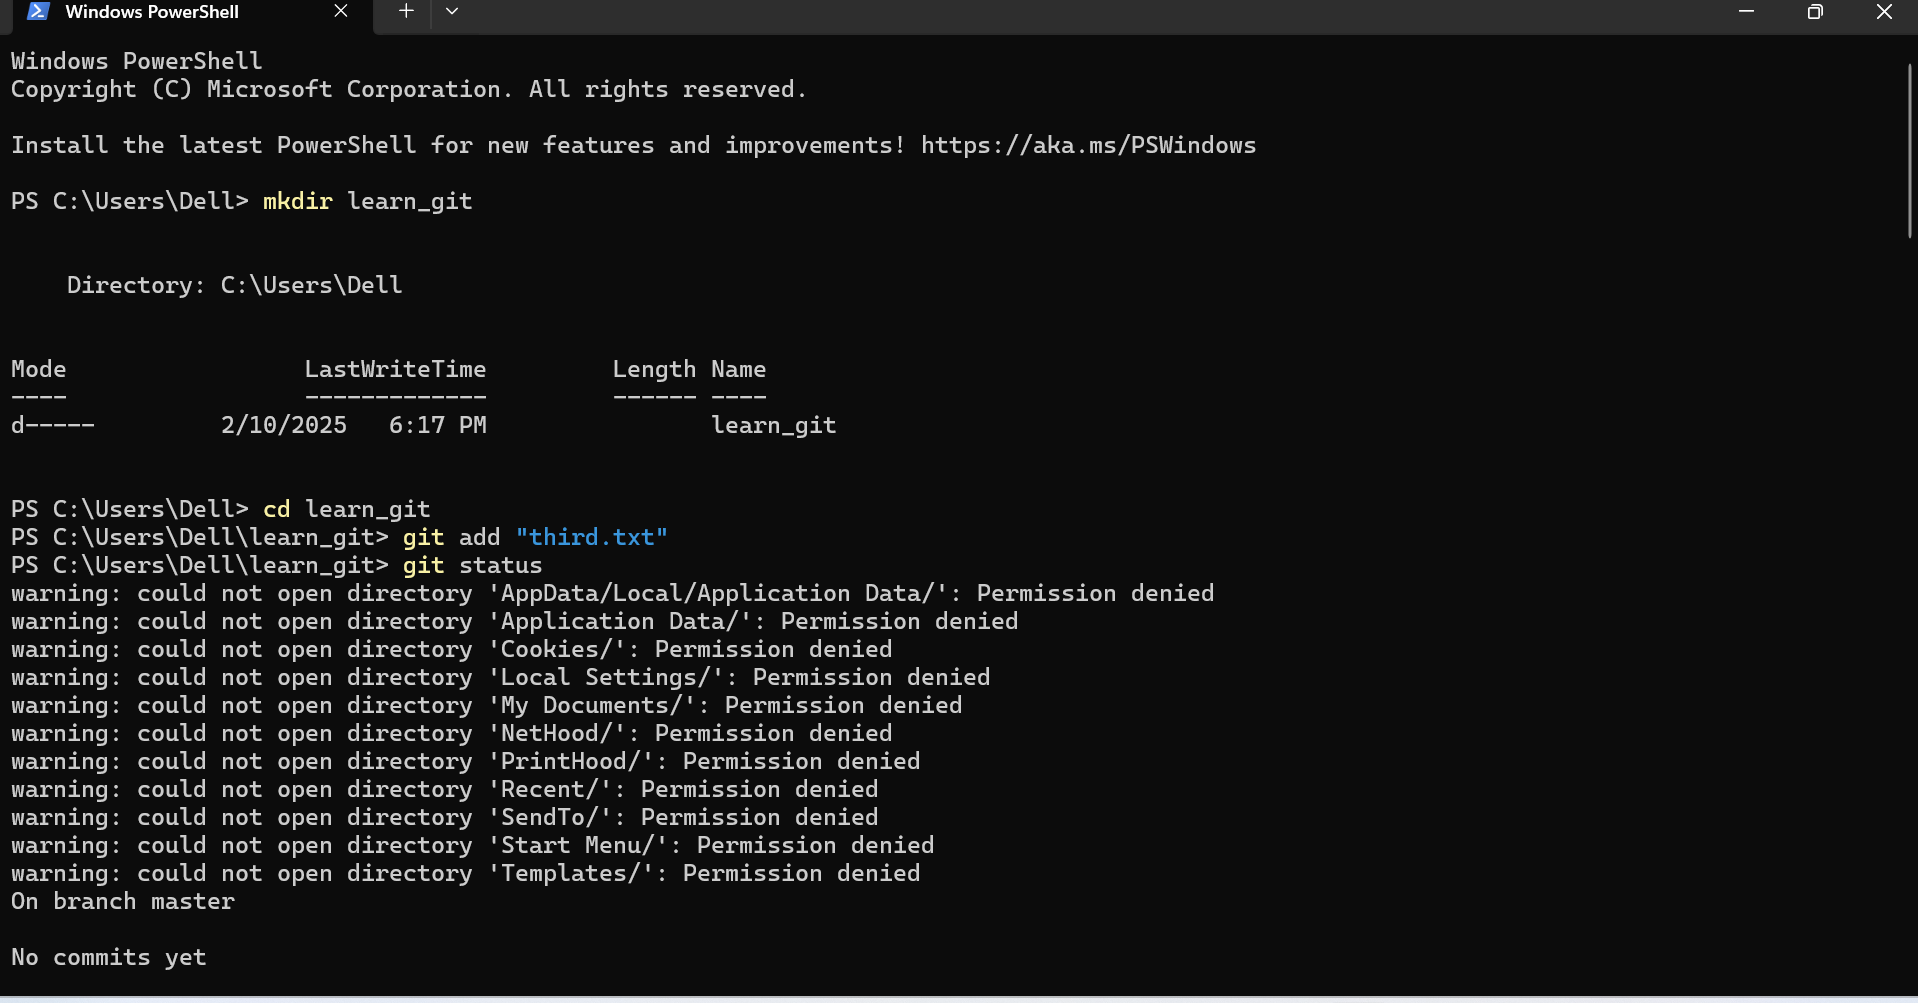 Windows PowerShell
Windows PowerShell
Copyright (C) Microsoft Corporation. All rights reserved.
Install the latest PowerShell for new features and improvements! https://aka.ms/PSWindows
PS C:\Users\Dell> mkdir learn_git
Directory: C:\Users\Dell
Mode                 LastWriteTime         Length Name
----                 -------------         ------ ----
d-----         2/10/2025   6:17 PM                learn_git
PS C:\Users\Dell> cd learn_git
PS C:\Users\Dell\learn_git> git add "third.txt"
PS C:\Users\Dell\learn_git> git status
warning: could not open directory 'AppData/Local/Application Data/': Permission denied
warning: could not open directory 'Application Data/': Permission denied
warning: could not open directory 'Cookies/': Permission denied
warning: could not open directory 'Local Settings/': Permission denied
warning: could not open directory 'My Documents/': Permission denied
warning: could not open directory 'NetHood/': Permission denied
warning: could not open directory 'PrintHood/': Permission denied
warning: could not open directory 'Recent/': Permission denied
warning: could not open directory 'SendTo/': Permission denied
warning: could not open directory 'Start Menu/': Permission denied
warning: could not open directory 'Templates/': Permission denied
On branch master
No commits yet